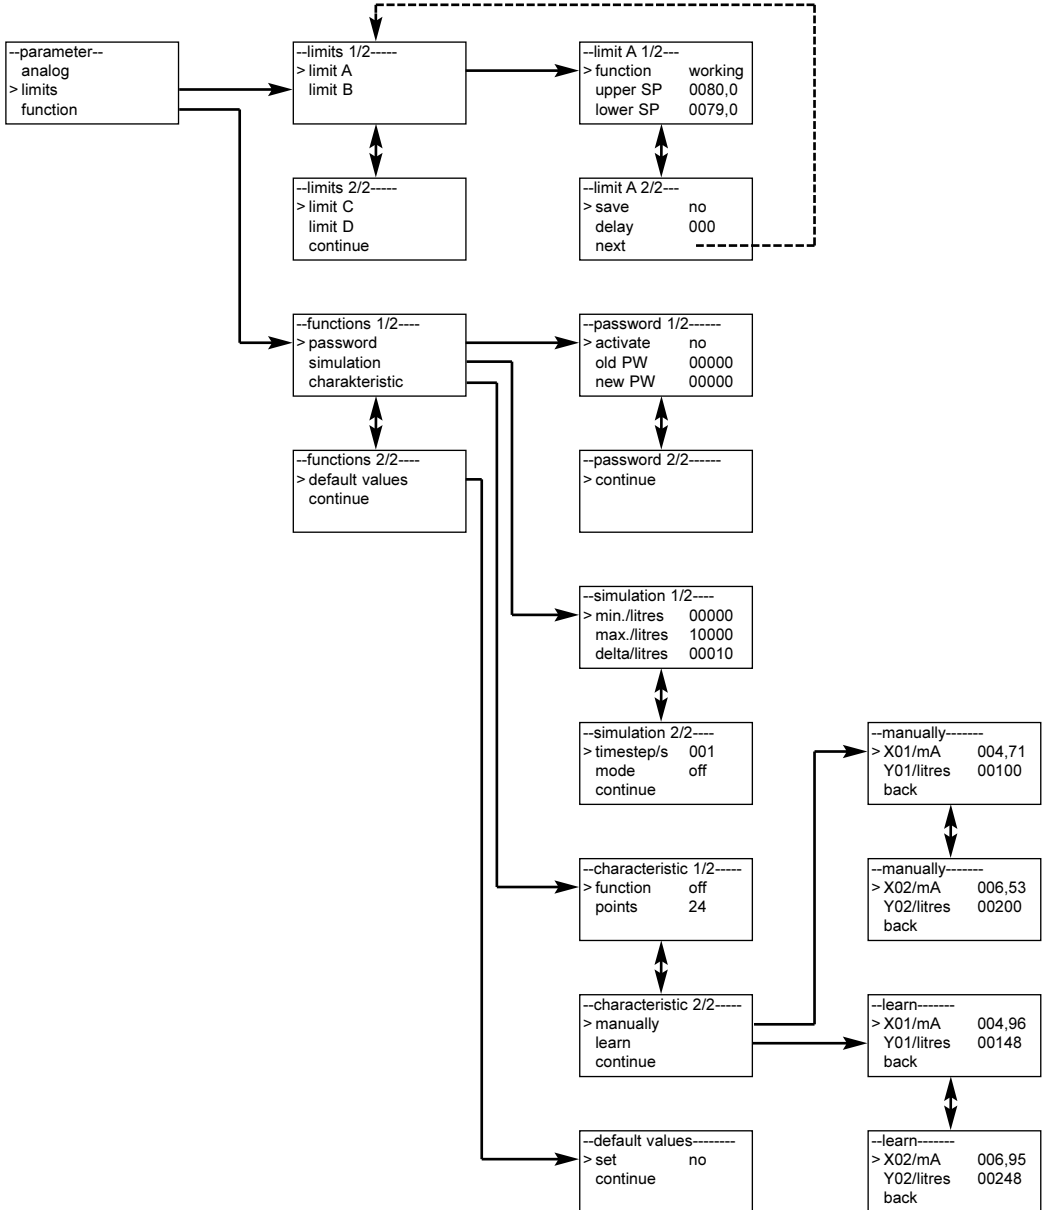 --parameter--
analog
> limits
function
--limits 1/2-----
> limit A
limit B
--limit A 1/2---
> function working
upper SP 0080,0
lower SP 0079,0
--limits 2/2-----
> limit C
limit D
continue
--limit A 2/2---
> save no
delay 000
next
--functions 1/2----
> password
simulation
charakteristic
--password 1/2------
> activate no
old PW 00000
new PW 00000
--functions 2/2----
> default values
continue
--password 2/2------
> continue
--simulation 1/2----
> min./litres 00000
max./litres 10000
delta/litres 00010
--simulation 2/2----
> timestep/s 001
mode off
continue
--manually-------
> X01/mA 004,71
Y01/litres 00100
back
--characteristic 1/2-----
> function off
points 24
--manually-------
> X02/mA 006,53
Y02/litres 00200
back
--characteristic 2/2-----
> manually
learn
continue
--learn-------
> X01/mA 004,96
Y01/litres 00148
back
--default values--------
> set no
continue
--learn-------
> X02/mA 006,95
Y02/litres 00248
back